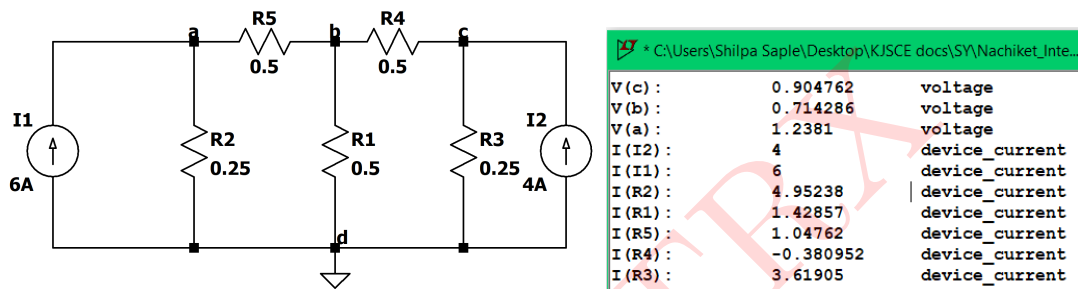 R5
R4
a
b
c
0.5
0.5
I1
R2
R1
R3
I2
0.25
0.5
0.25
6A
4A
d
* C:\Users\Shilpa Saple\Desktop\KJSCE docs\SY\Nachiket_Inte...
V(c): 0.904762 voltage
V(b): 0.714286 voltage
V(a): 1.2381 voltage
I(I2): 4 device_current
I(I1): 6 device_current
I(R2): 4.95238 device_current
I(R1): 1.42857 device_current
I(R5): 1.04762 device_current
I(R4): -0.380952 device_current
I(R3): 3.61905 device_current